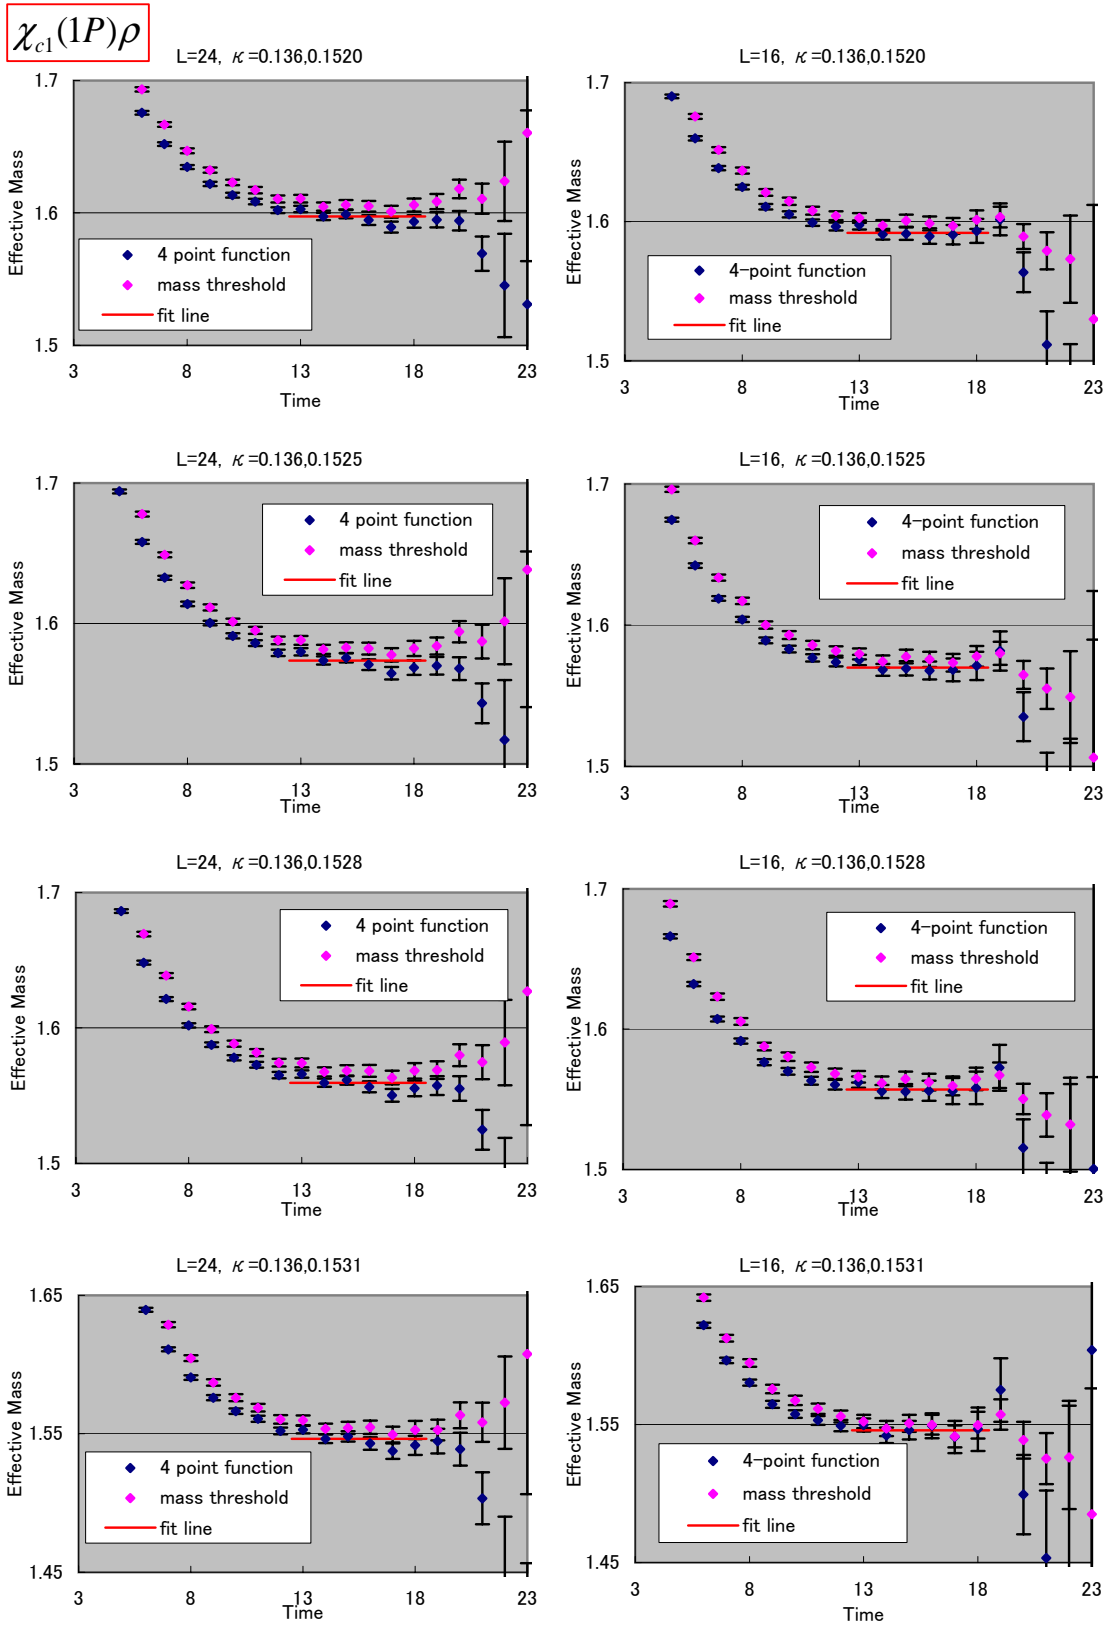 χc1(1P)ρ
L=24, κ=0.136,0.1520
Effective Mass
1.7
1.6
1.5
4 point function
mass threshold
fit line
3 8 13 18 23
Time
L=16, κ=0.136,0.1520
Effective Mass
1.7
1.6
1.5
4-point function
mass threshold
fit line
3 8 13 18 23
Time
L=24, κ=0.136,0.1525
Effective Mass
1.7
1.6
1.5
4 point function
mass threshold
fit line
3 8 13 18 23
Time
L=16, κ=0.136,0.1525
Effective Mass
1.7
1.6
1.5
4-point function
mass threshold
fit line
3 8 13 18 23
Time
L=24, κ=0.136,0.1528
Effective Mass
1.7
1.6
1.5
4 point function
mass threshold
fit line
3 8 13 18 23
Time
L=16, κ=0.136,0.1528
Effective Mass
1.7
1.6
1.5
4-point function
mass threshold
fit line
3 8 13 18 23
Time
L=24, κ=0.136,0.1531
Effective Mass
1.65
1.55
1.45
4 point function
mass threshold
fit line
3 8 13 18 23
Time
L=16, κ=0.136,0.1531
Effective Mass
1.65
1.55
1.45
4-point function
mass threshold
fit line
3 8 13 18 23
Time